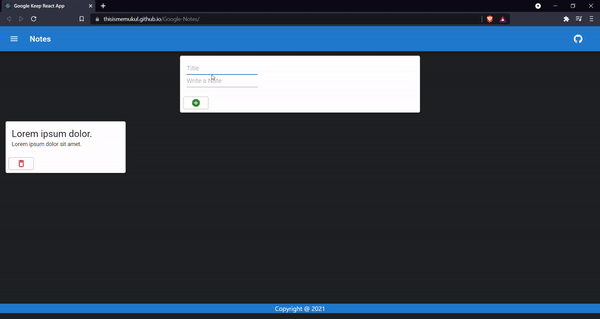 Google Keep React App
thisismemukul.github.io/Google-Notes/
Notes
Title
Write a Note
Lorem ipsum dolor.
Lorem ipsum dolor sit amet.
Copyright @ 2021